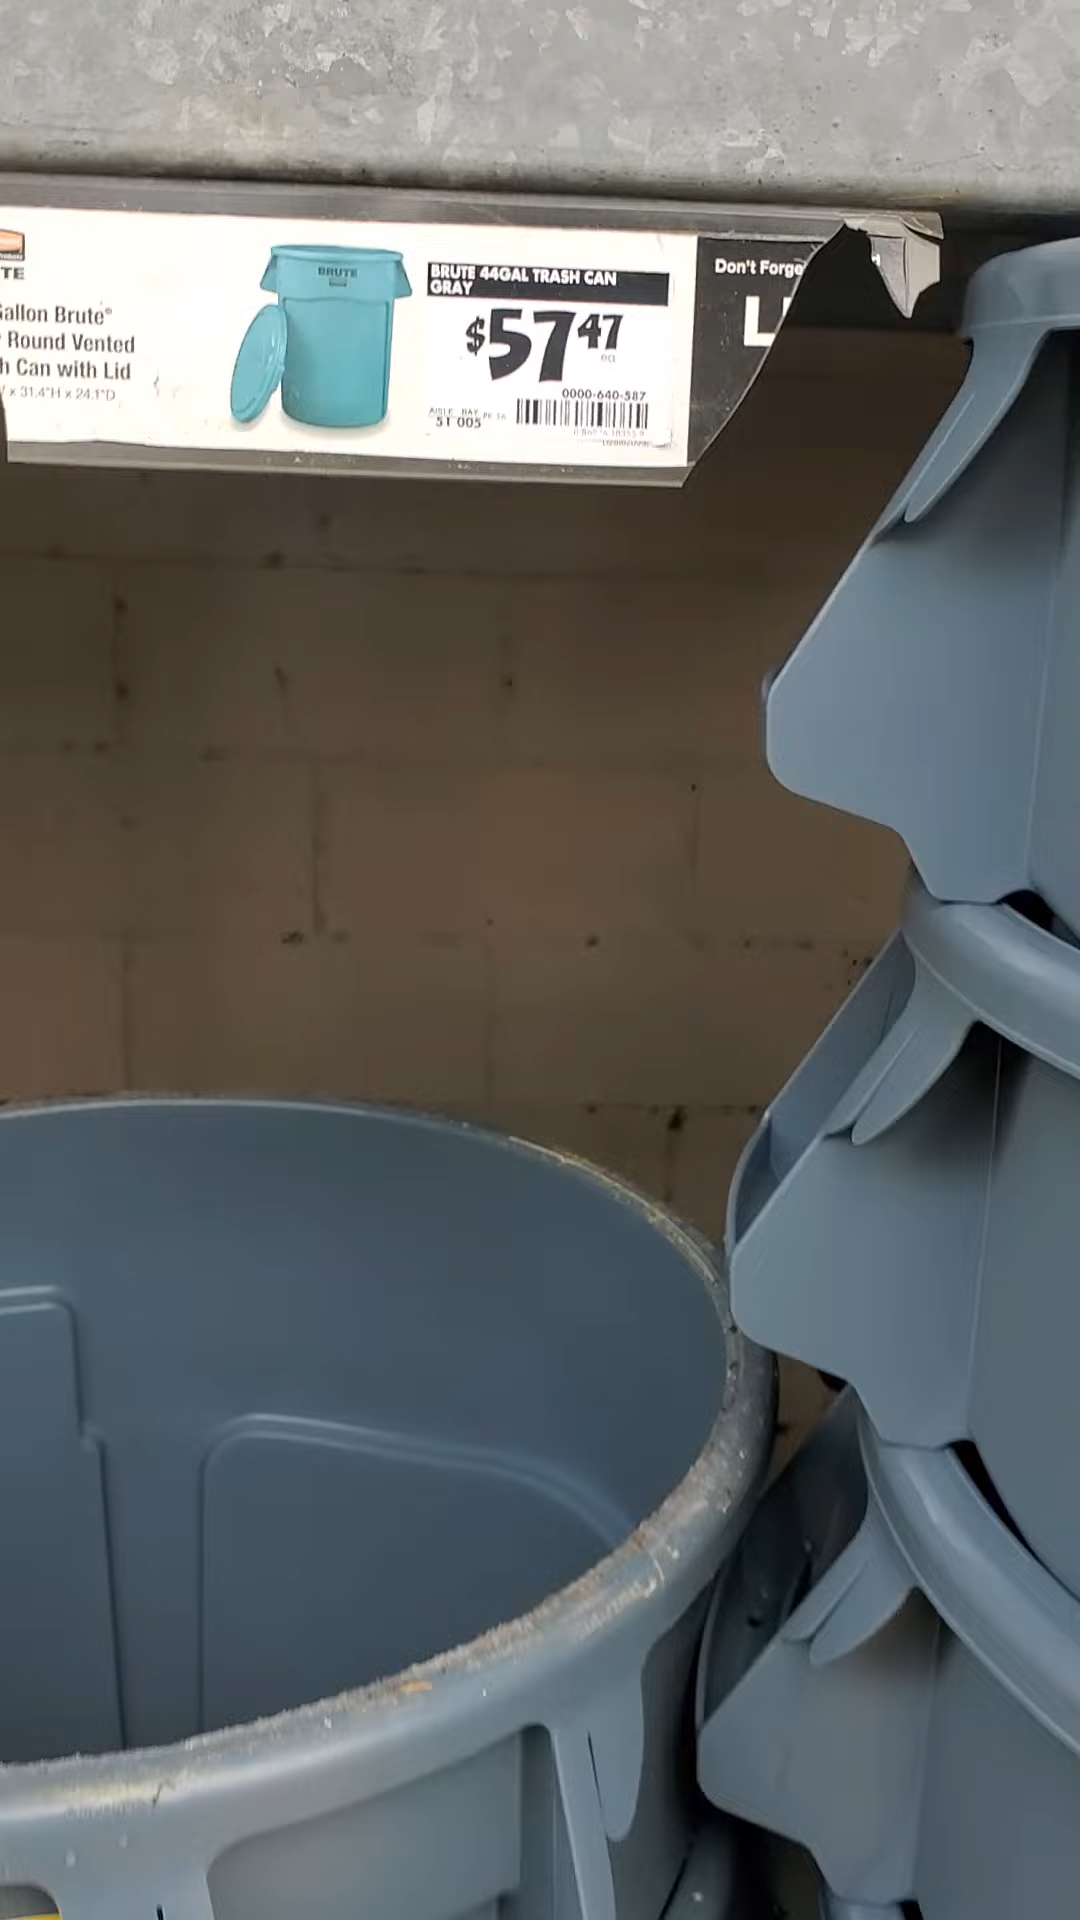 TE
Gallon Brute®
Round Vented
h Can with Lid
x 31.4"H x 24.1"D
BRUTE
BRUTE 44GAL TRASH CAN
GRAY
$57 47
ea
0000-640-587
AISLE BAY
51 005
Don't Forge